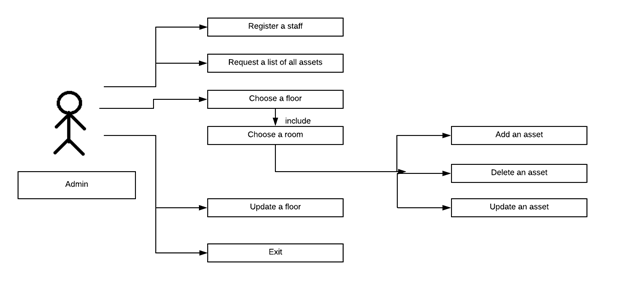 Register a staff
Request a list of all assets
Choose a floor
include
Choose a room
Add an asset
Delete an asset
Admin
Update a floor
Update an asset
Exit